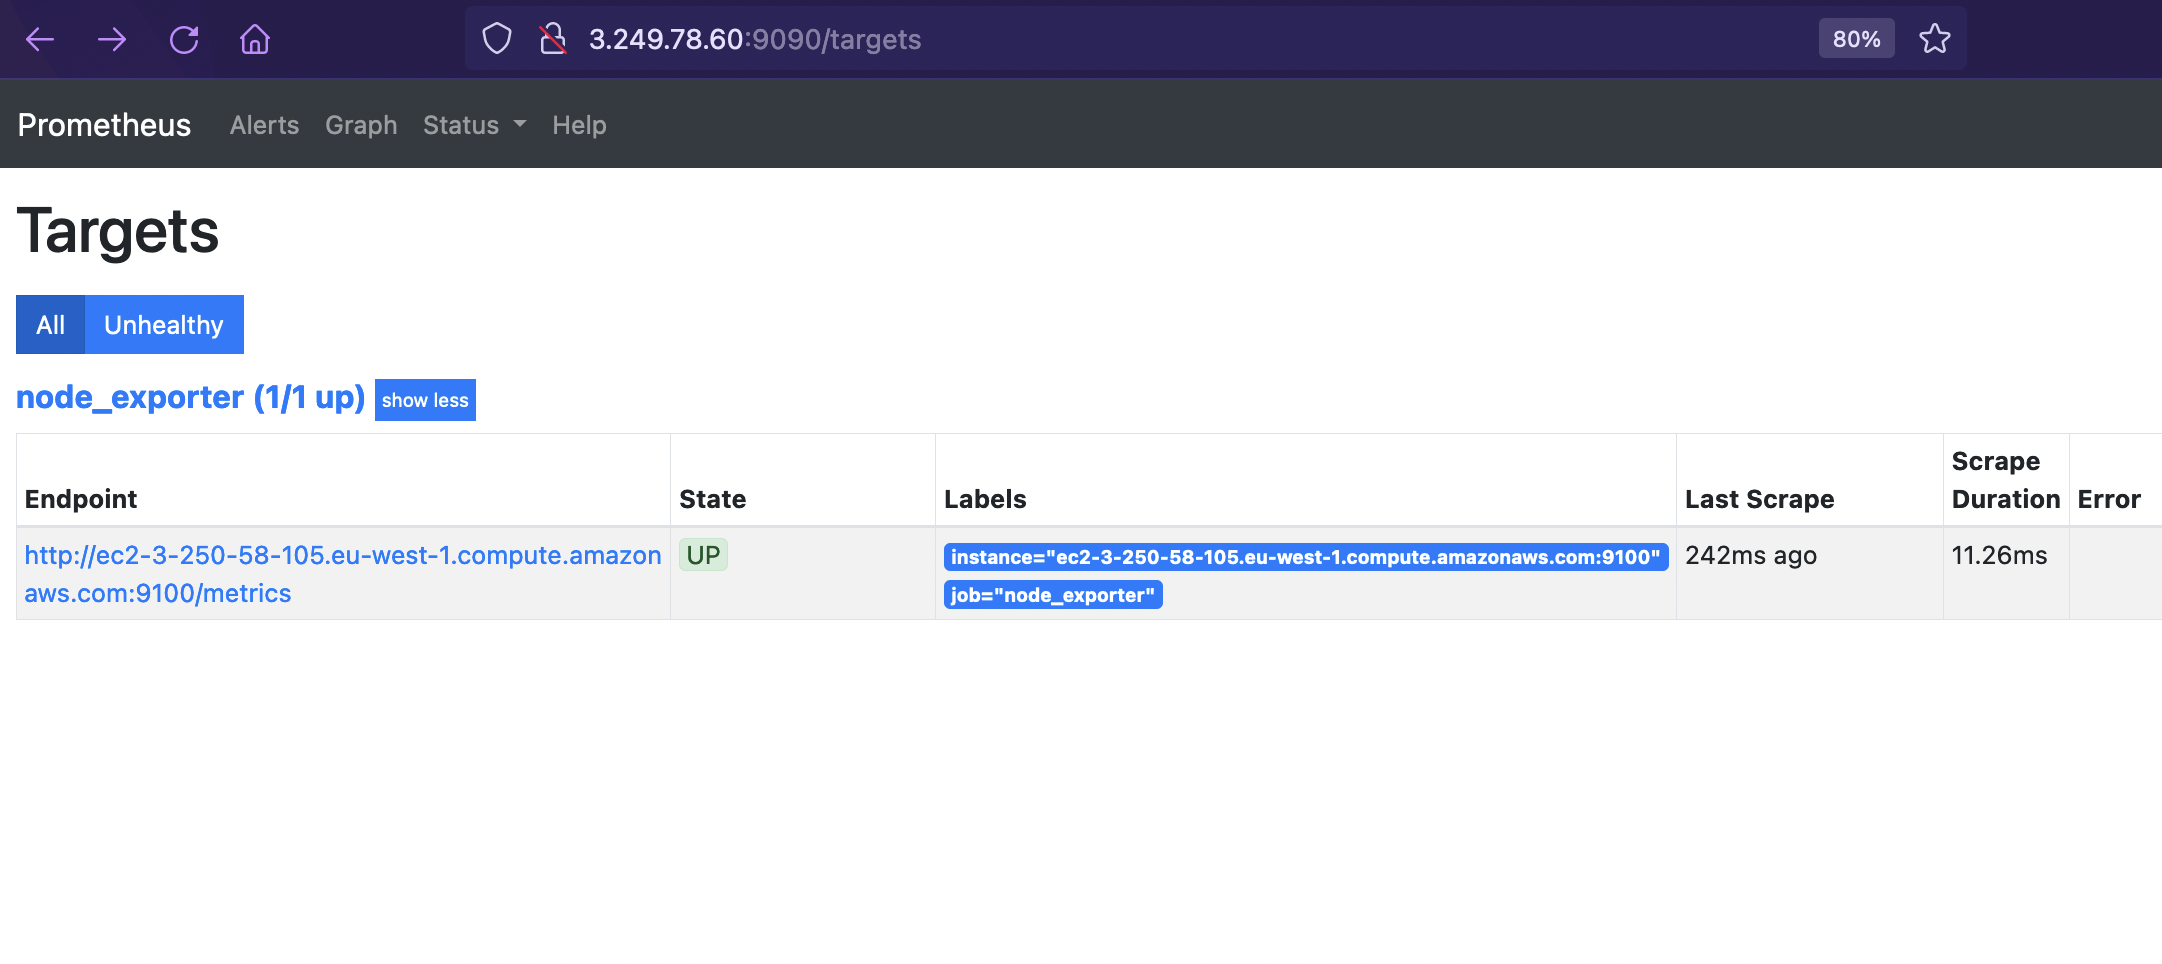 3.249.78.60:9090/targets
80%
Prometheus Alerts Graph Status Help
Targets
All Unhealthy
node_exporter (1/1 up) show less
Endpoint State Labels Last Scrape Scrape Duration Error
http://ec2-3-250-58-105.eu-west-1.compute.amazon
aws.com:9100/metrics
UP
instance="ec2-3-250-58-105.eu-west-1.compute.amazonaws.com:9100"
job="node_exporter"
242ms ago
11.26ms